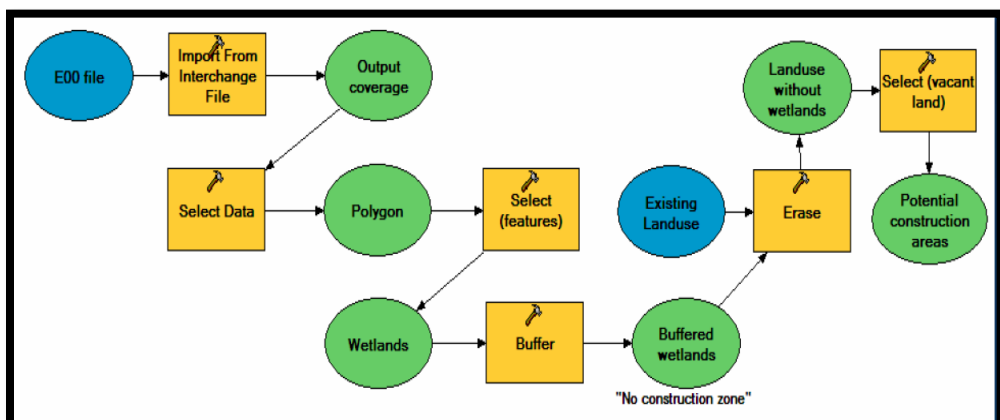 E00 file
Import From
Interchange
File
Output
coverage
Select Data
Polygon
Select
(features)
Wetlands
Buffer
Buffered
wetlands
"No construction zone"
Existing
Landuse
Erase
Landuse
without
wetlands
Select (vacant
land)
Potential
construction
areas